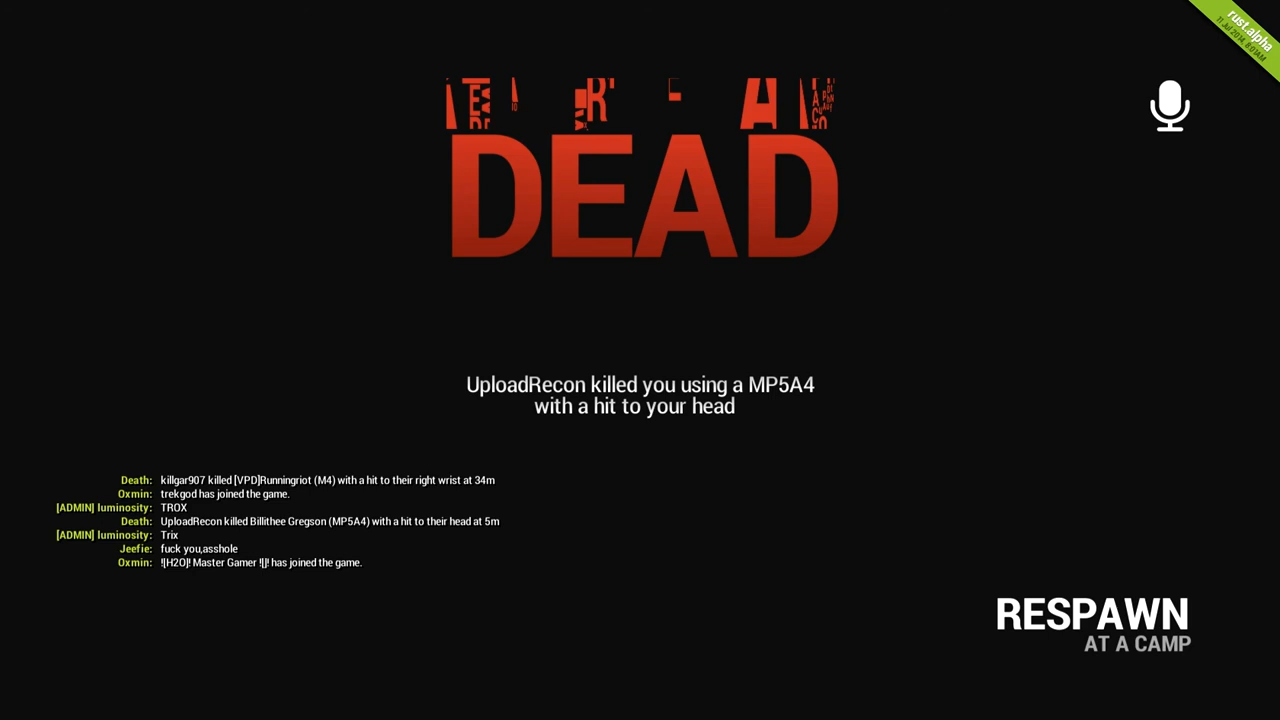 rust.alpha
DEAD
UploadRecon killed you using a MP5A4
with a hit to your head
Death: killgar907 killed [VPD]Runningriot (M4) with a hit to their right wrist at 34m
Oxmin: trekgod has joined the game.
[ADMIN] luminosity: TROX
Death: UploadRecon killed Billithee Gregson (MP5A4) with a hit to their head at 5m
[ADMIN] luminosity: Trix
Jeefie: fuck you,asshole
Oxmin: ![H2O]! Master Gamer ![]! has joined the game.
RESPAWN
AT A CAMP